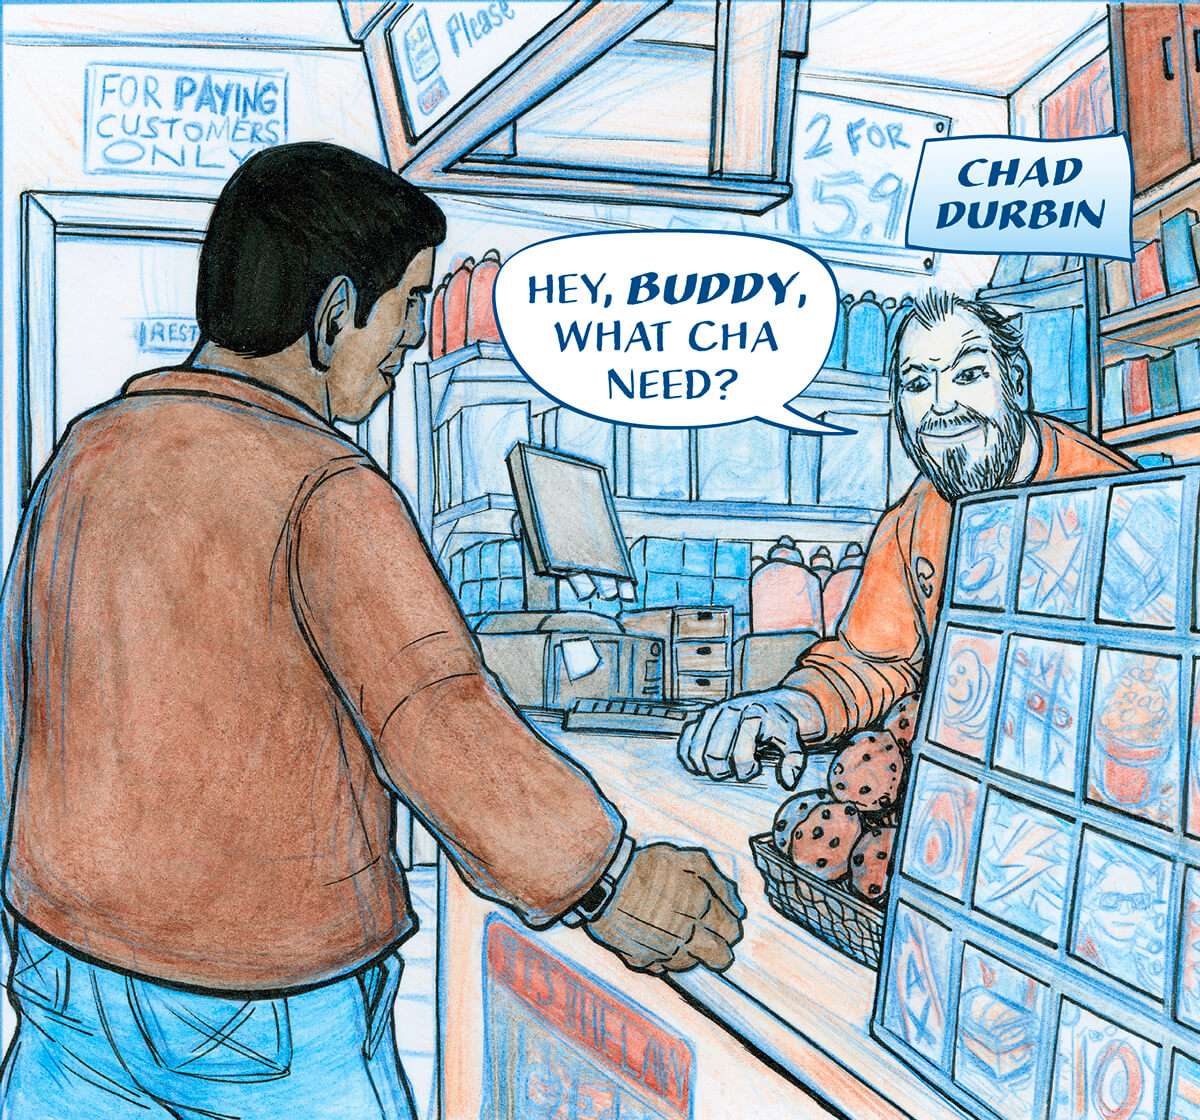 Please
FOR PAYING
CUSTOMERS
ONLY
2 FOR
5.9
CHAD
DURBIN
HEY, BUDDY,
WHAT CHA
NEED?
REST
IT'S THE LAW